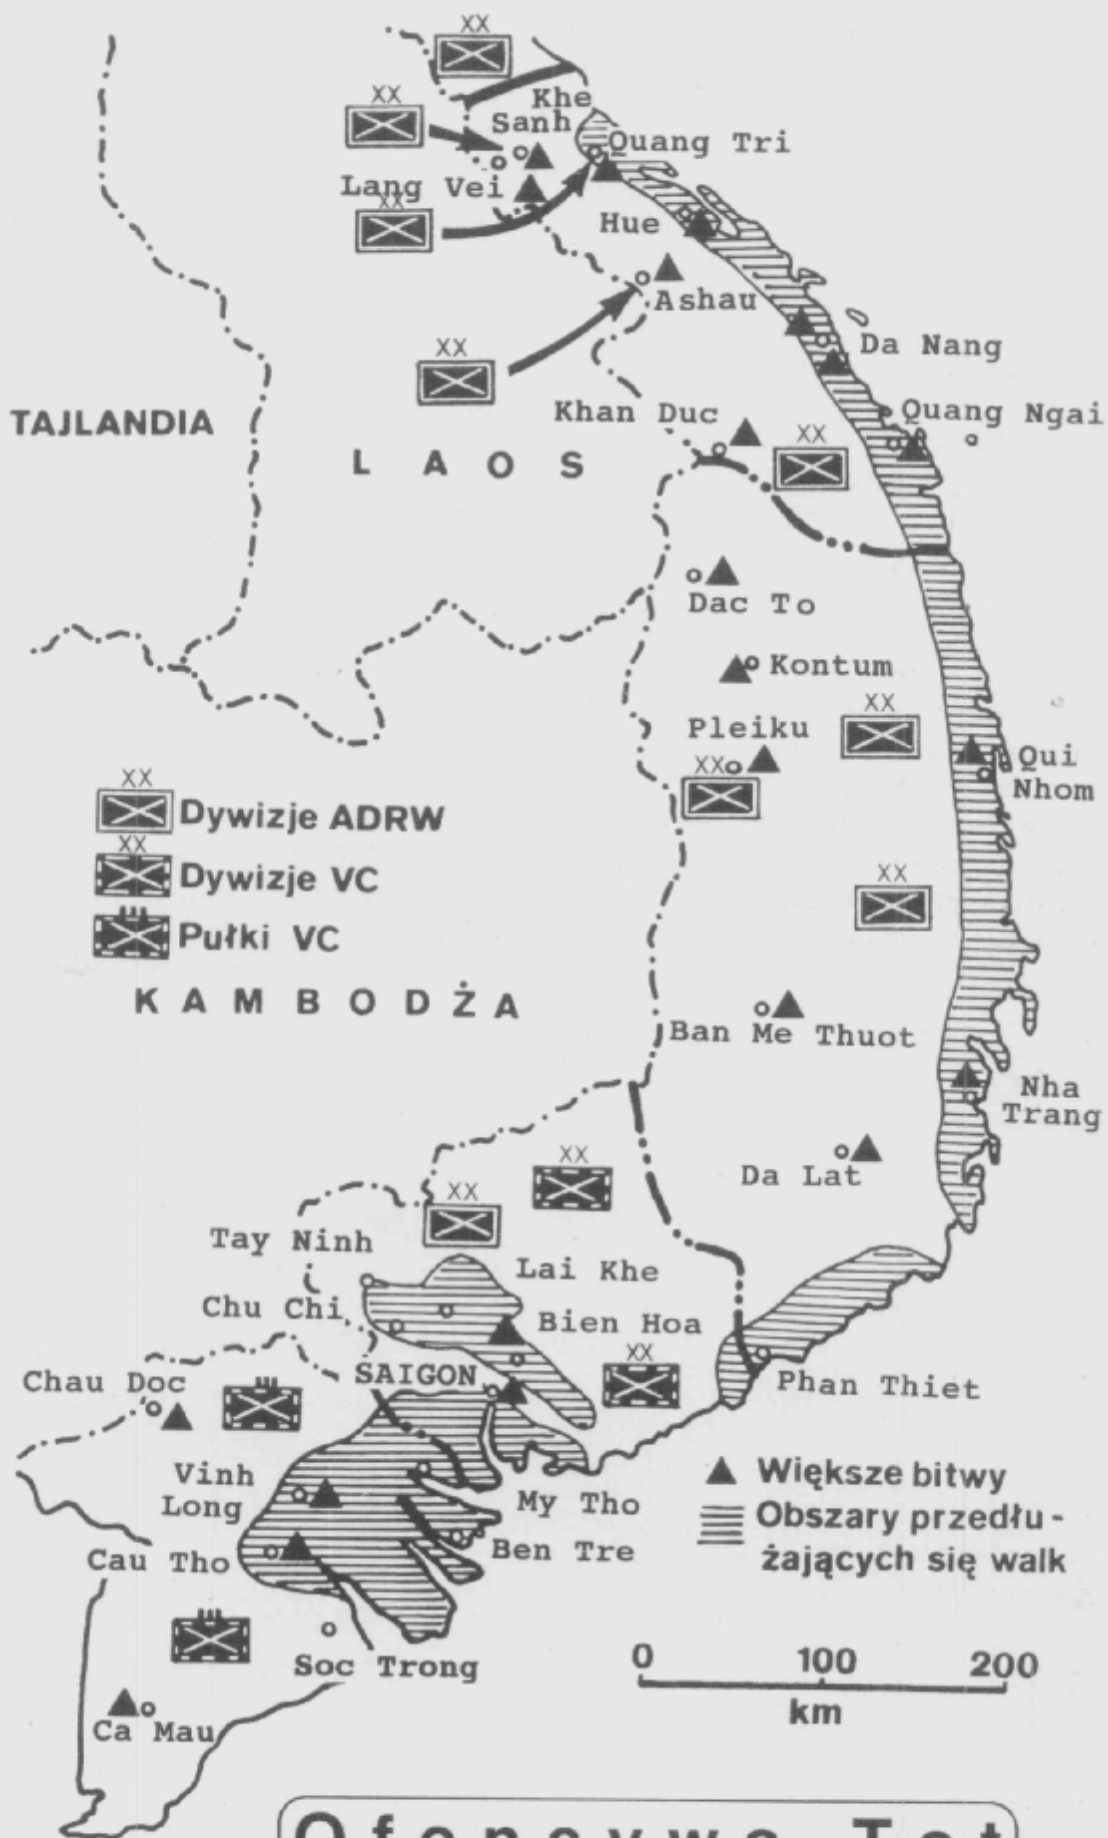 XX
XX
Khe
Sanh
Quang Tri
Lang Vei
XX
Hue
Ashau
XX
Da Nang
TAJLANDIA
Khan Duc
Quang Ngai
LAOS
XX
Dac To
Kontum
XX
Pleiku
XX
Qui
Nhom
XX
Dywizje ADRW
XX
Dywizje VC
Pułki VC
XX
KAMBODŻA
Ban Me Thuot
Nha
Trang
Da Lat
XX
XX
Tay Ninh
Lai Khe
Chu Chi
Bien Hoa
XX
Chau Doc
SAIGON
Phan Thiet
Vinh
Long
My Tho
Większe bitwy
Obszary przedłu-
żających się walk
Cau Tho
Ben Tre
Soc Trong
0 100 200
km
Ca Mau
Ofensywa Tet